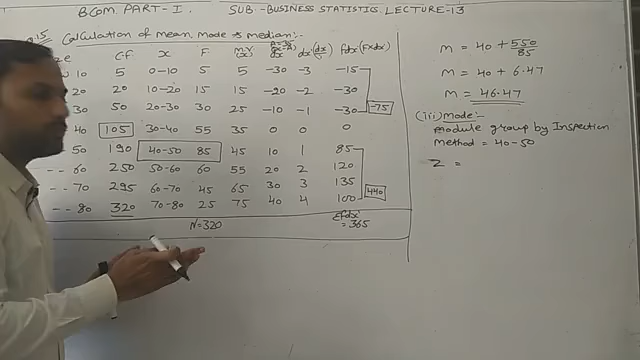 BCOM. PART-I. SUB.-BUSINESS STATISTICS. LECTURE-13
Q.15 Calculation of mean, mode & median:-
C.F X F m.v (x) A=35 (x-A) dx dx' (dx/i) fdx' (F×dx')
10 5 0-10 5 5 -30 -3 -15
20 20 10-20 15 15 -20 -2 -30
30 50 20-30 30 25 -10 -1 -30
-75
40 105 30-40 55 35 0 0 0
50 190 40-50 85 45 10 1 85
-- 60 250 50-60 60 55 20 2 120
-- 70 295 60-70 45 65 30 3 135
440
-- 80 320 70-80 25 75 40 4 100
N=320 Σfdx' = 365
m = 40 + 550/85
m = 40 + 6.47
m = 46.47
(iii) mode:-
module group by Inspection
method = 40-50
Z =